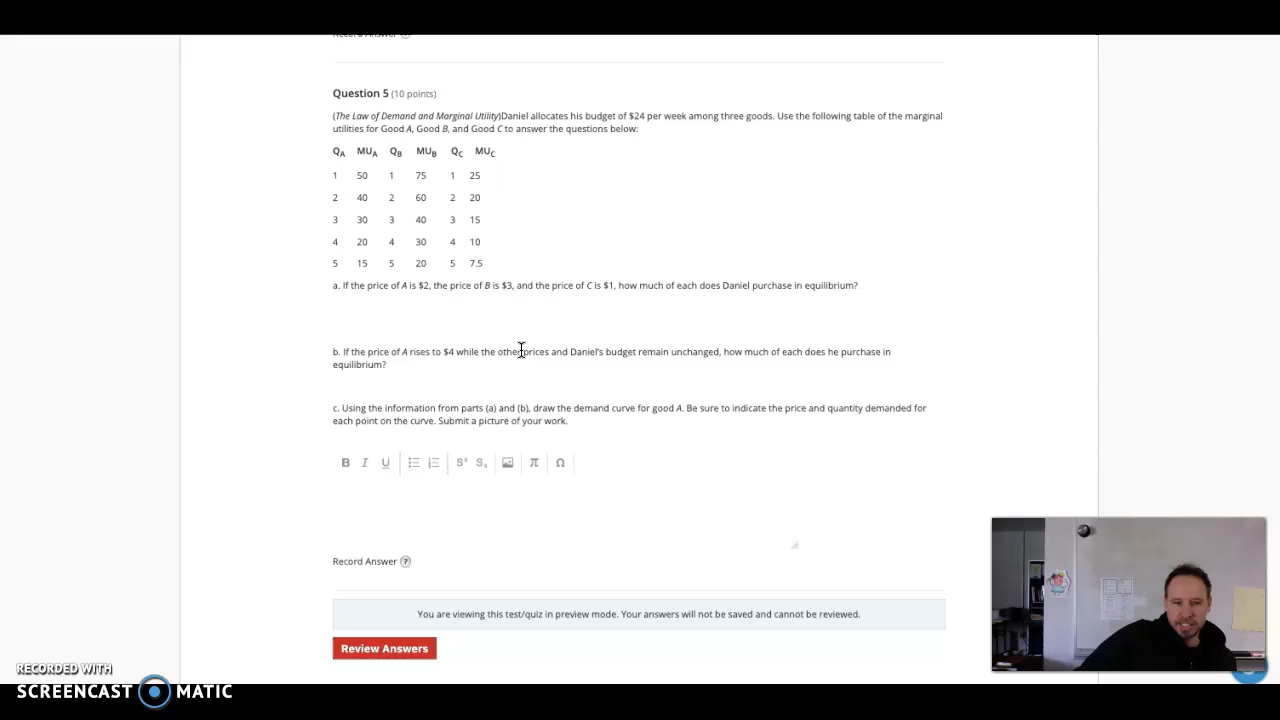 Record Answer
Question 5 (10 points)
(The Law of Demand and Marginal Utility)Daniel allocates his budget of $24 per week among three goods. Use the following table of the marginal
utilities for Good A, Good B, and Good C to answer the questions below:
QA MUA QB MUB QC MUC
1 50 1 75 1 25
2 40 2 60 2 20
3 30 3 40 3 15
4 20 4 30 4 10
5 15 5 20 5 7.5
a. If the price of A is $2, the price of B is $3, and the price of C is $1, how much of each does Daniel purchase in equilibrium?
b. If the price of A rises to $4 while the other prices and Daniel's budget remain unchanged, how much of each does he purchase in
equilibrium?
c. Using the information from parts (a) and (b), draw the demand curve for good A. Be sure to indicate the price and quantity demanded for
each point on the curve. Submit a picture of your work.
B I U S² S₂ π Ω
Record Answer ?
You are viewing this test/quiz in preview mode. Your answers will not be saved and cannot be reviewed.
Review Answers
RECORDED WITH
SCREENCAST MATIC